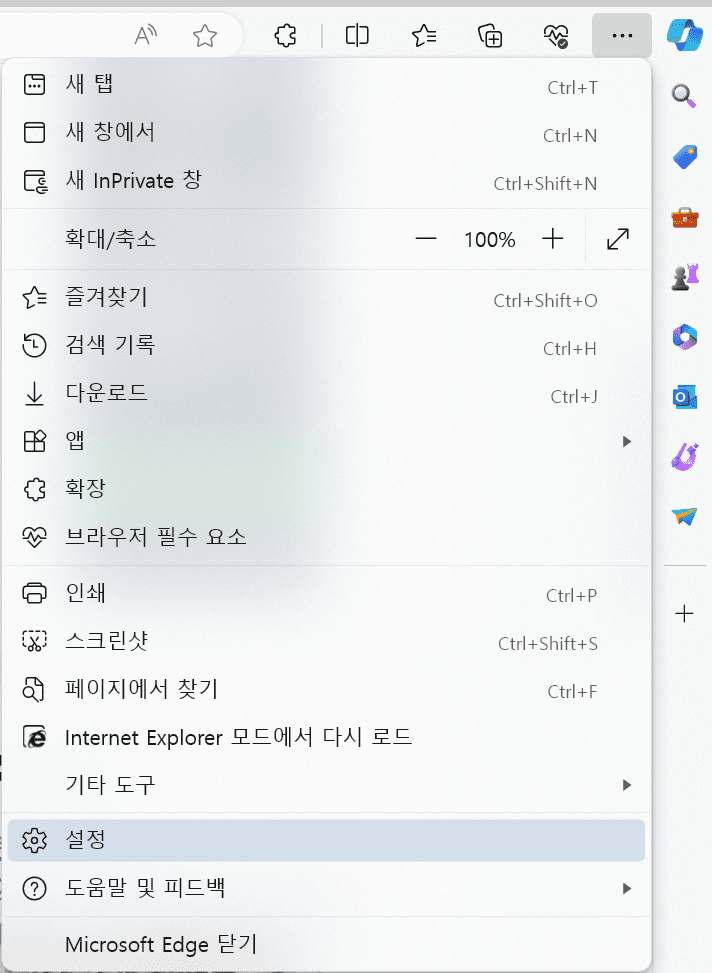 새 탭 Ctrl+T
새 창에서 Ctrl+N
새 InPrivate 창 Ctrl+Shift+N
확대/축소 100%
즐겨찾기 Ctrl+Shift+O
검색 기록 Ctrl+H
다운로드 Ctrl+J
앱
확장
브라우저 필수 요소
인쇄 Ctrl+P
스크린샷 Ctrl+Shift+S
페이지에서 찾기 Ctrl+F
Internet Explorer 모드에서 다시 로드
기타 도구
설정
도움말 및 피드백
Microsoft Edge 닫기